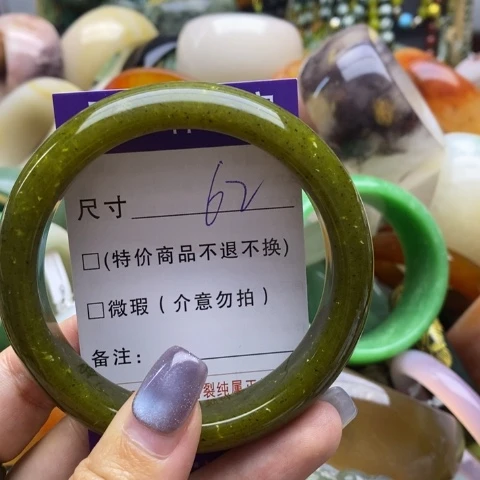 尺寸 62
□(特价商品不退不换)
□微瑕(介意勿拍)
备注:
裂纯属正